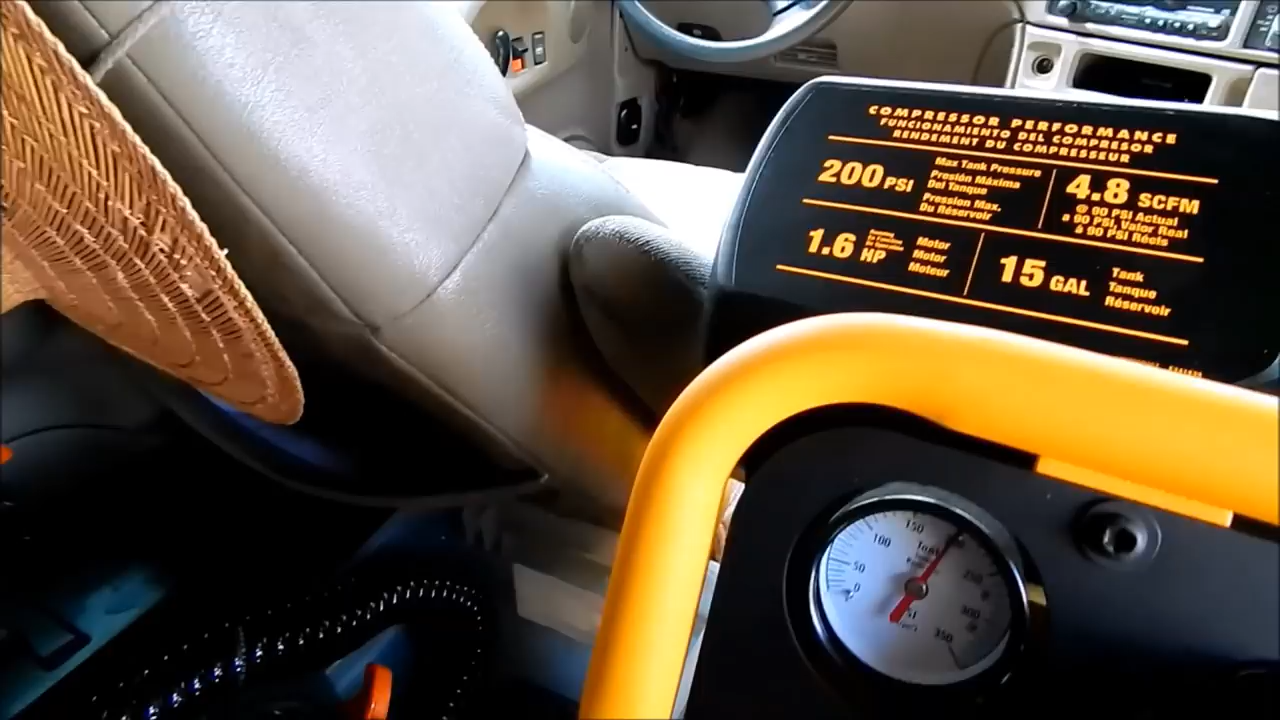 COMPRESSOR PERFORMANCE
FUNCIONAMIENTO DEL COMPRESOR
RENDEMENT DU COMPRESSEUR
200 PSI
Max Tank Pressure
Presión Máxima
Del Tanque
Pression Max.
Du Réservoir
4.8 SCFM
@ 90 PSI Actual
a 90 PSI, Valor Real
à 90 PSI Réels
1.6 HP
Motor
Motor
Moteur
15 GAL
Tank
Tanque
Réservoir
0
50
100
150
250
300
350
Tank